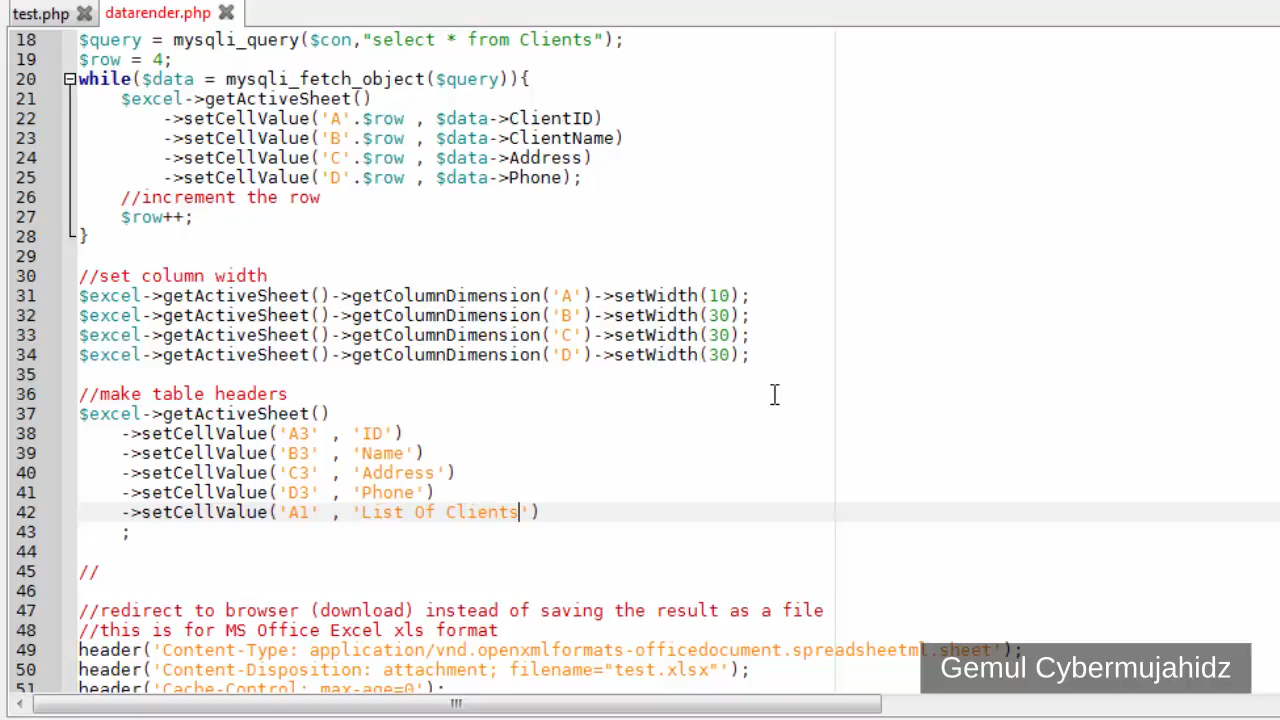 test.php datarender.php
18 $query = mysqli_query($con,"select * from Clients");
19 $row = 4;
20 while($data = mysqli_fetch_object($query)){
21 $excel->getActiveSheet()
22 ->setCellValue('A'.$row , $data->ClientID)
23 ->setCellValue('B'.$row , $data->ClientName)
24 ->setCellValue('C'.$row , $data->Address)
25 ->setCellValue('D'.$row , $data->Phone);
26 //increment the row
27 $row++;
28 }
29
30 //set column width
31 $excel->getActiveSheet()->getColumnDimension('A')->setWidth(10);
32 $excel->getActiveSheet()->getColumnDimension('B')->setWidth(30);
33 $excel->getActiveSheet()->getColumnDimension('C')->setWidth(30);
34 $excel->getActiveSheet()->getColumnDimension('D')->setWidth(30);
35
36 //make table headers
37 $excel->getActiveSheet()
38 ->setCellValue('A3' , 'ID')
39 ->setCellValue('B3' , 'Name')
40 ->setCellValue('C3' , 'Address')
41 ->setCellValue('D3' , 'Phone')
42 ->setCellValue('A1' , 'List Of Clients')
43 ;
44
45 //
46
47 //redirect to browser (download) instead of saving the result as a file
48 //this is for MS Office Excel xls format
49 header('Content-Type: application/vnd.openxmlformats-officedocument.spreadsheetml.sheet');
50 header('Content-Disposition: attachment; filename="test.xlsx"');
51 header('Cache-Control: max-age=0');
Gemul Cybermujahidz